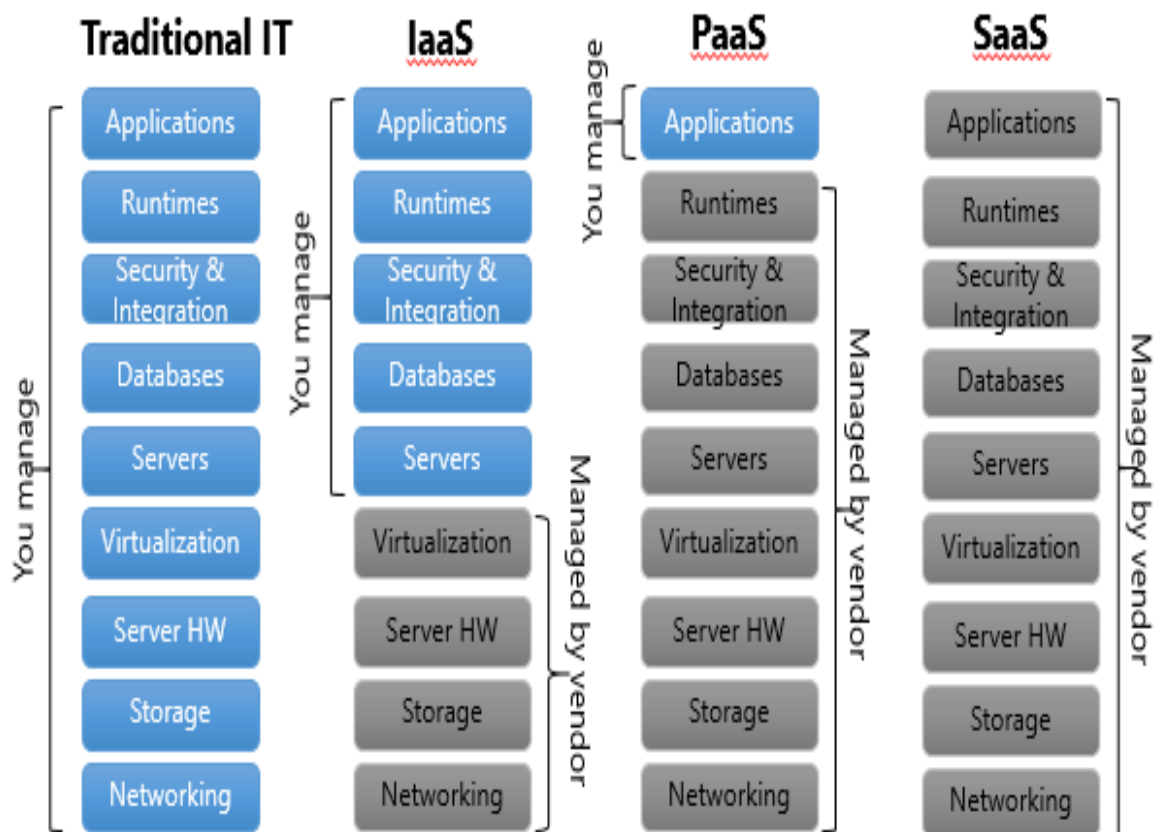 Traditional IT
IaaS
PaaS
SaaS
You manage
Applications
Runtimes
Security &
Integration
Databases
Servers
Virtualization
Server HW
Storage
Networking
You manage
Applications
Runtimes
Security &
Integration
Databases
Servers
Virtualization
Server HW
Storage
Networking
Managed by vendor
You manage
Applications
Runtimes
Security &
Integration
Databases
Servers
Virtualization
Server HW
Storage
Networking
Managed by vendor
Applications
Runtimes
Security &
Integration
Databases
Servers
Virtualization
Server HW
Storage
Networking
Managed by vendor